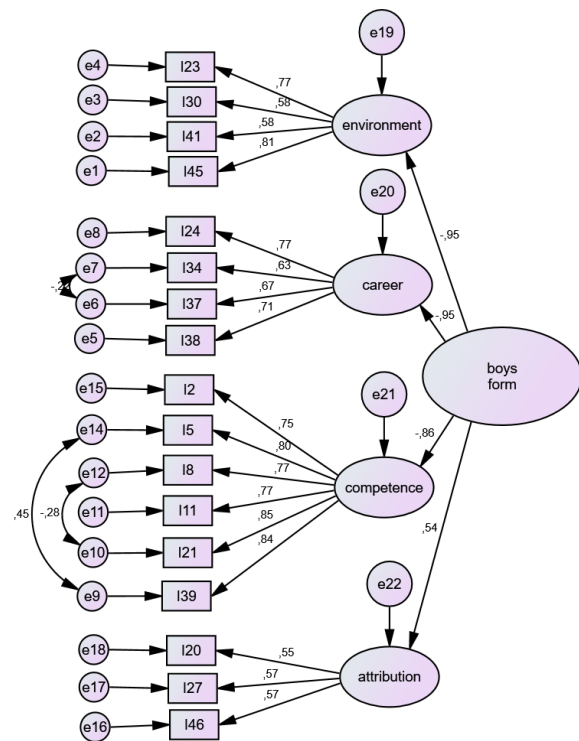 e19
e4
I23
,77
e3
I30
,58
environment
e2
I41
,58
e1
I45
,81
e20
-,95
e8
I24
,77
e7
I34
,63
career
e6
I37
,67
-,95
e5
I38
,71
boys
form
e15
I2
e21
-,86
e14
I5
,75
,80
e12
I8
,77
competence
,45
-,28
e11
I11
,77
,54
e10
I21
,85
e9
I39
,84
e22
e18
I20
,55
e17
I27
,57
attribution
e16
I46
,57